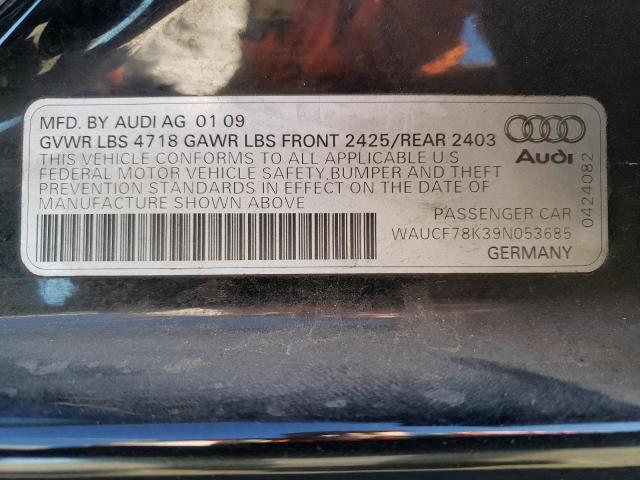 MFD. BY AUDI AG 01 09
GVWR LBS 4718 GAWR LBS FRONT 2425/REAR 2403
THIS VEHICLE CONFORMS TO ALL APPLICABLE U.S
FEDERAL MOTOR VEHICLE SAFETY,BUMPER AND THEFT
PREVENTION STANDARDS IN EFFECT ON THE DATE OF
MANUFACTURE SHOWN ABOVE
Audi
0424082
PASSENGER CAR
WAUCF78K39N053685
GERMANY